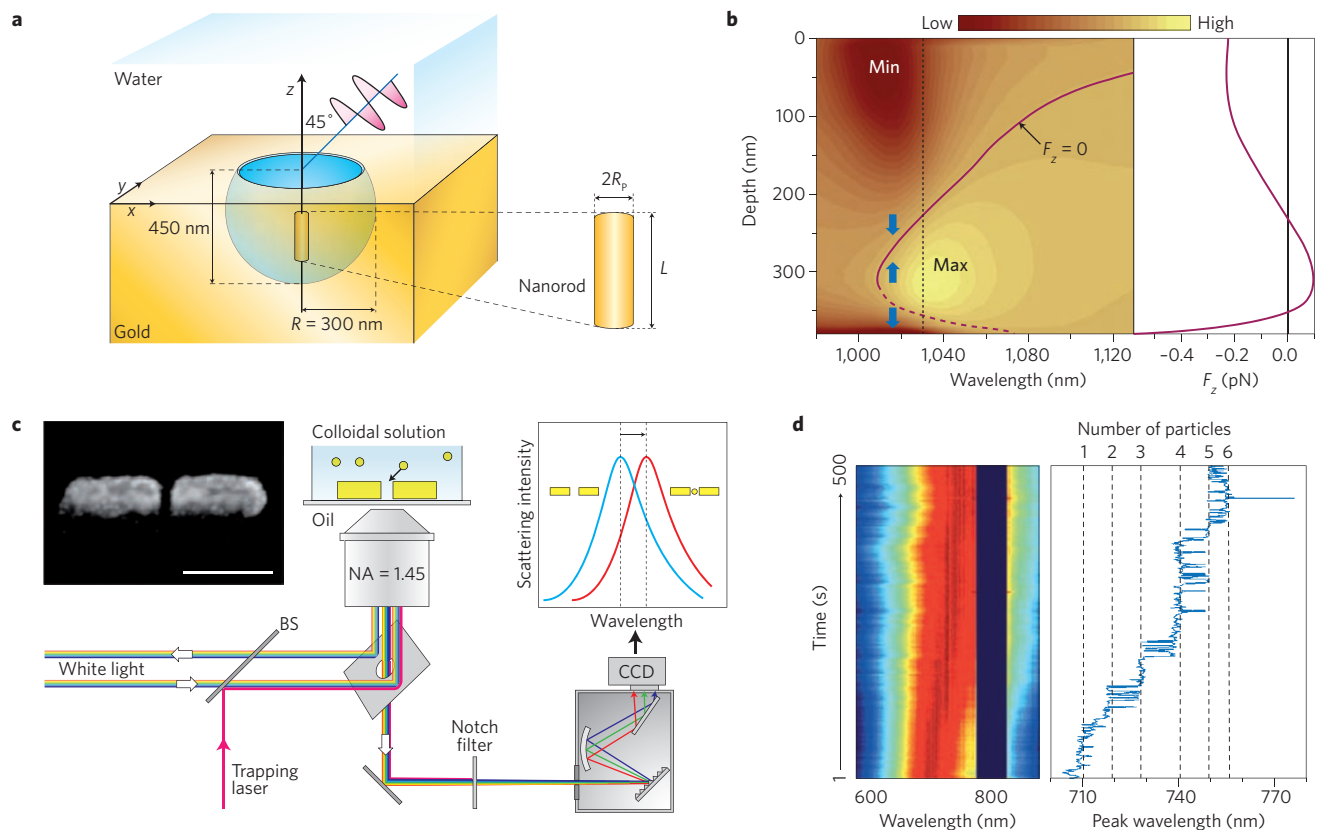 a
Water
z
45°
y
x
450 nm
R = 300 nm
Gold
2Rp
L
Nanorod
b
Low
High
Min
Max
Fz = 0
Depth (nm)
0
100
200
300
1,000
1,040
1,080
1,120
Wavelength (nm)
−0.4
−0.2
0.0
Fz (pN)
c
Colloidal solution
Oil
NA = 1.45
BS
White light
Trapping
laser
Notch
filter
CCD
Scattering intensity
Wavelength
d
Number of particles
1 2 3 4 5 6
Time (s)
500
1
600
800
Wavelength (nm)
710
740
770
Peak wavelength (nm)